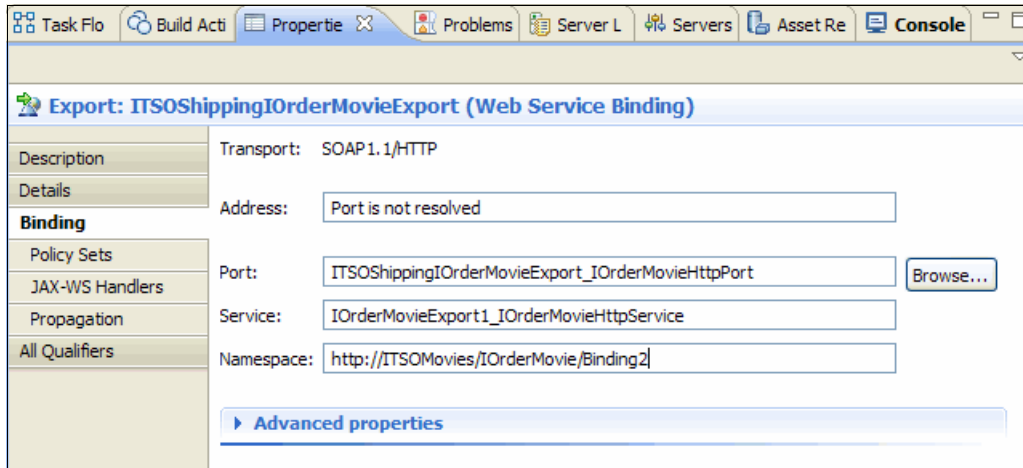 Task Flo Build Acti Propertie Problems Server L Servers Asset Re Console
Export: ITSOShippingIOrderMovieExport (Web Service Binding)
Description
Details
Binding
Policy Sets
JAX-WS Handlers
Propagation
All Qualifiers
Transport: SOAP1.1/HTTP
Address: Port is not resolved
Port: ITSOShippingIOrderMovieExport_IOrderMovieHttpPort Browse...
Service: IOrderMovieExport1_IOrderMovieHttpService
Namespace: http://ITSOMovies/IOrderMovie/Binding2
Advanced properties